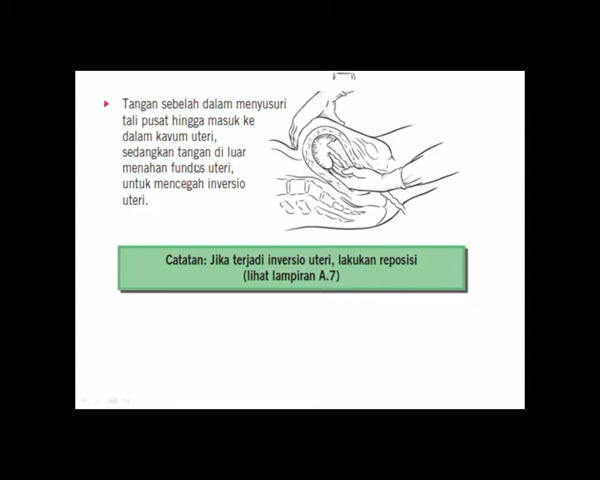 Tangan sebelah dalam menyusuri
tali pusat hingga masuk ke
dalam kavum uteri,
sedangkan tangan di luar
menahan fundus uteri,
untuk mencegah inversio
uteri.
Catatan: Jika terjadi inversio uteri, lakukan reposisi
(lihat lampiran A.7)